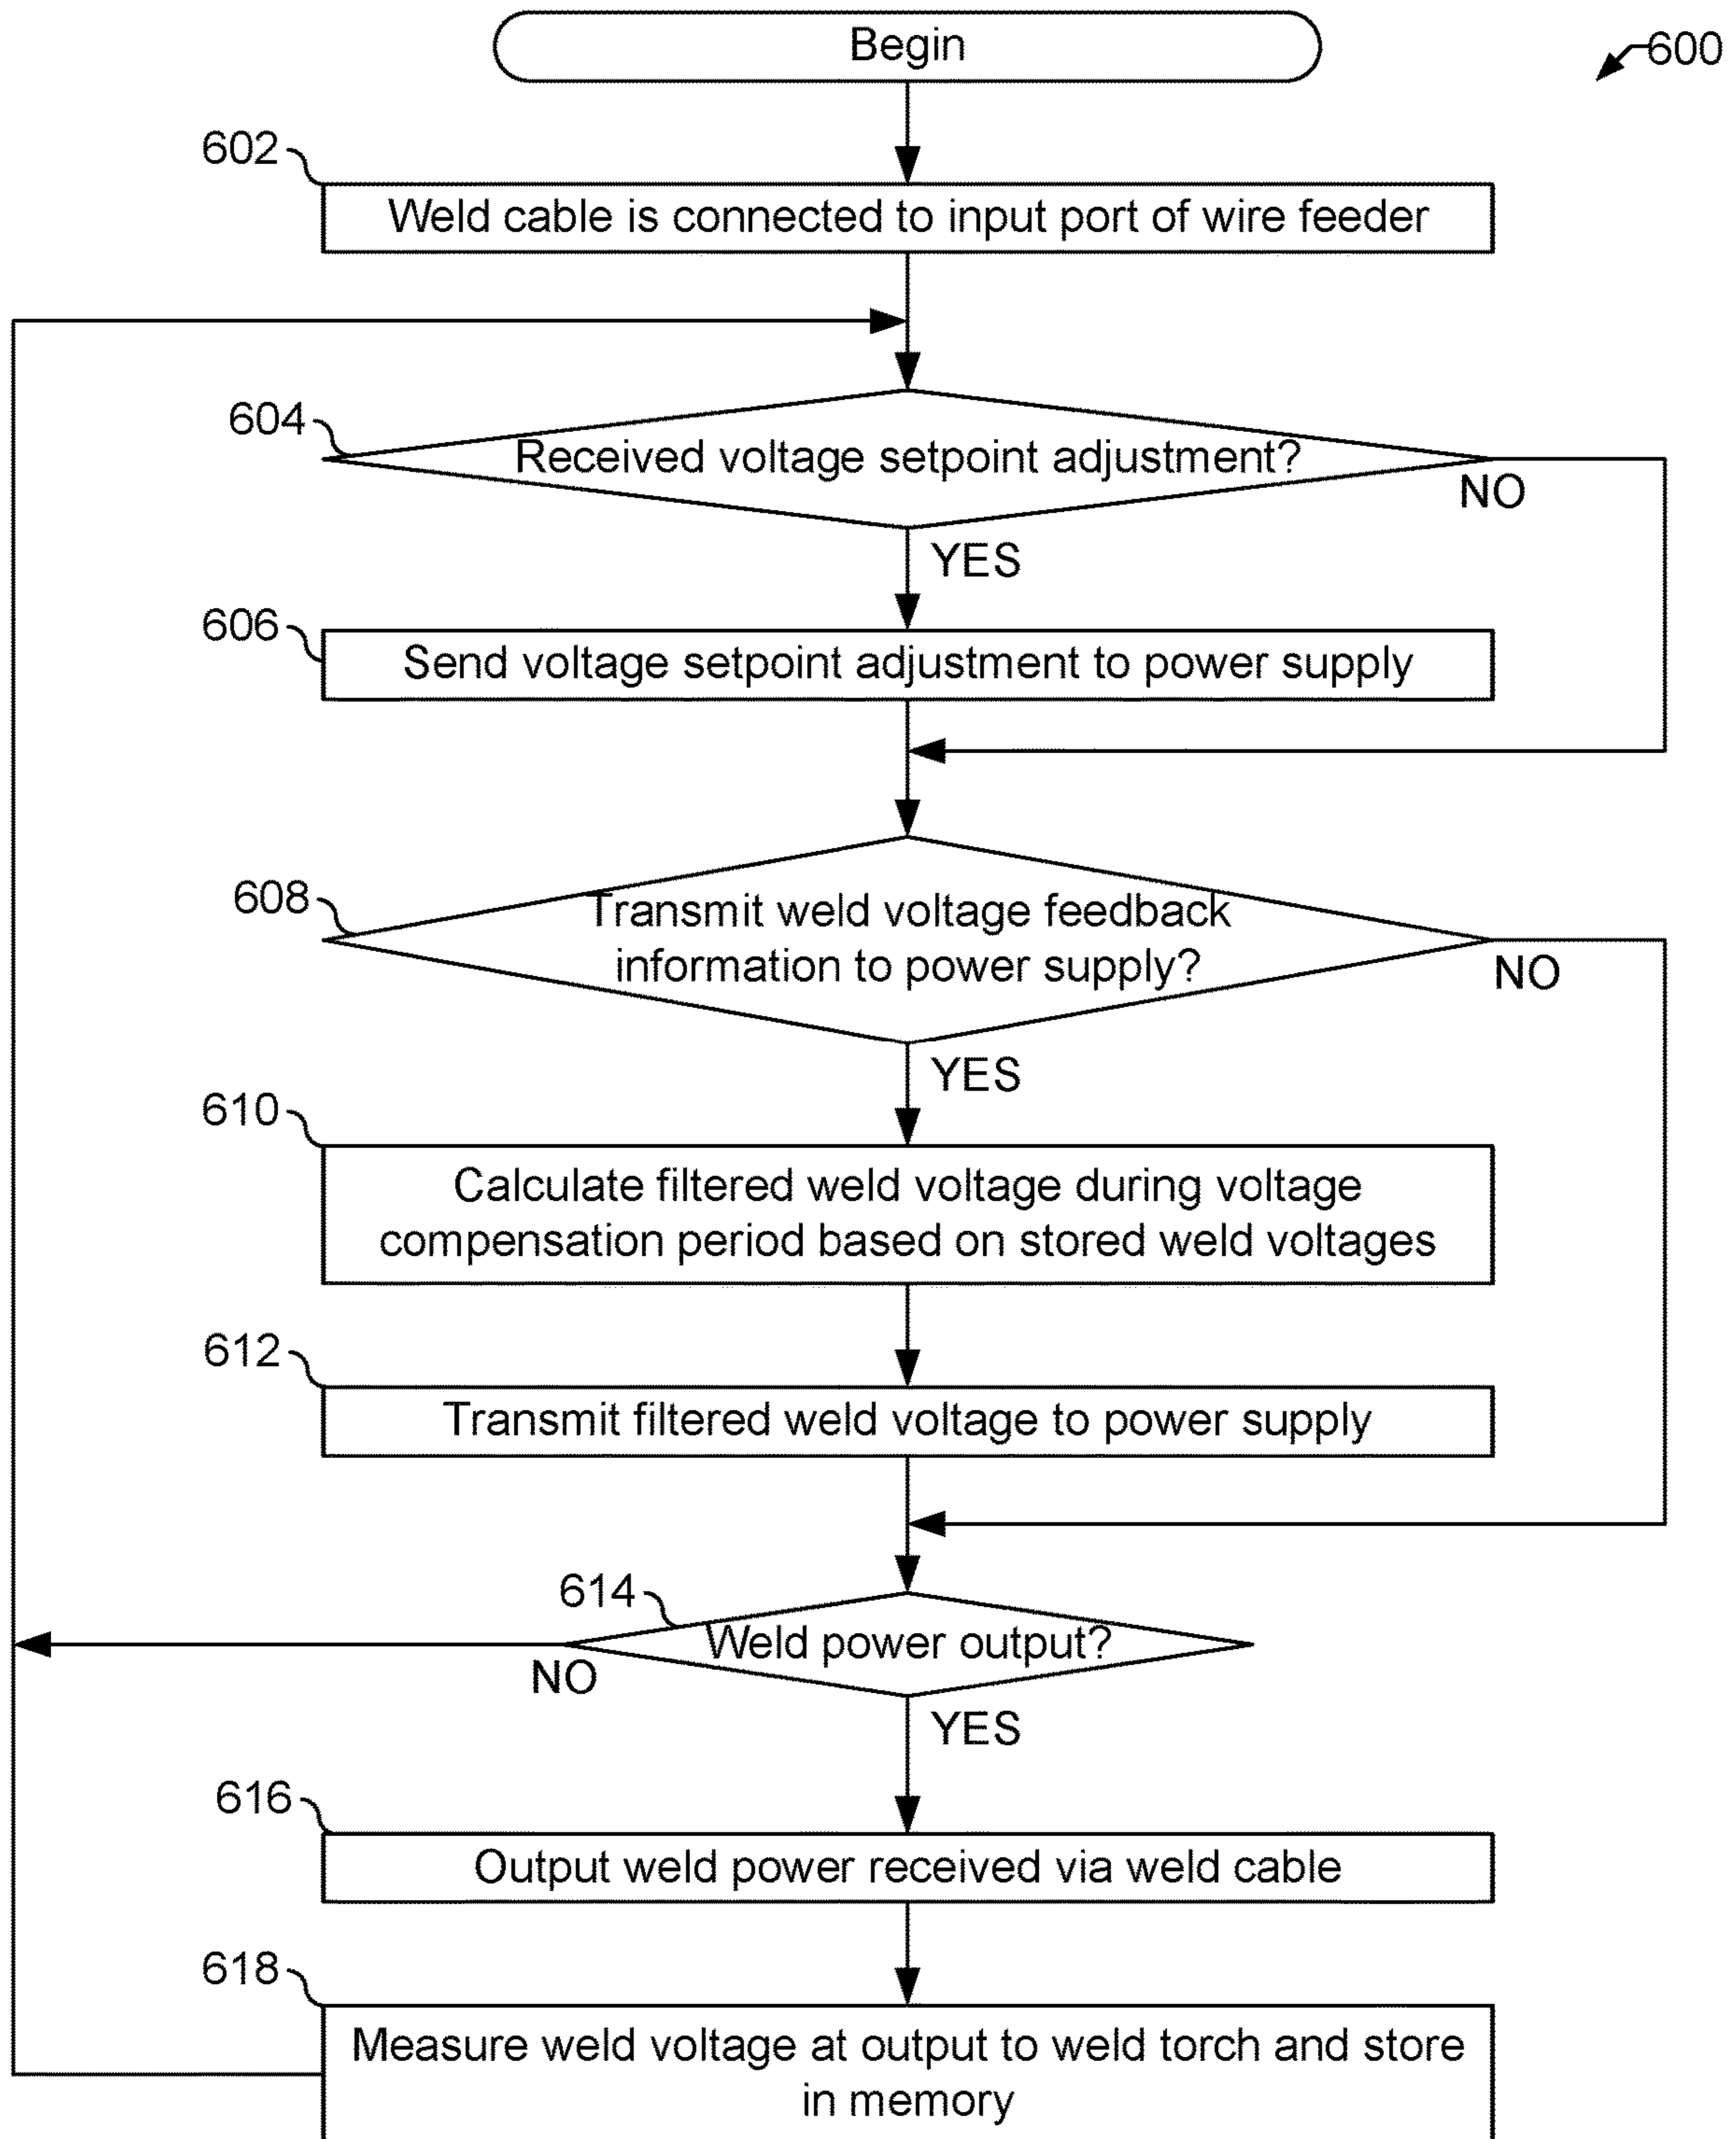 Begin
600
602
Weld cable is connected to input port of wire feeder
604
Received voltage setpoint adjustment?
NO
YES
606
Send voltage setpoint adjustment to power supply
608
Transmit weld voltage feedback
information to power supply?
NO
YES
610
Calculate filtered weld voltage during voltage
compensation period based on stored weld voltages
612
Transmit filtered weld voltage to power supply
614
Weld power output?
NO
YES
616
Output weld power received via weld cable
618
Measure weld voltage at output to weld torch and store
in memory